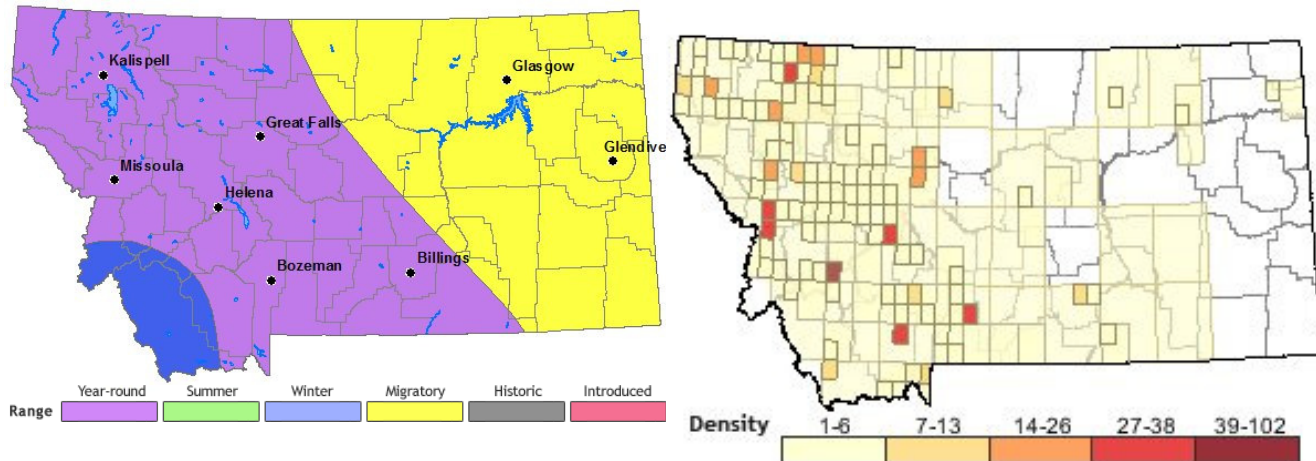 Kalispell
Glasgow
Great Falls
Glendive
Missoula
Helena
Bozeman
Billings
Year-round Summer Winter Migratory Historic Introduced
Range
Density 1-6 7-13 14-26 27-38 39-102